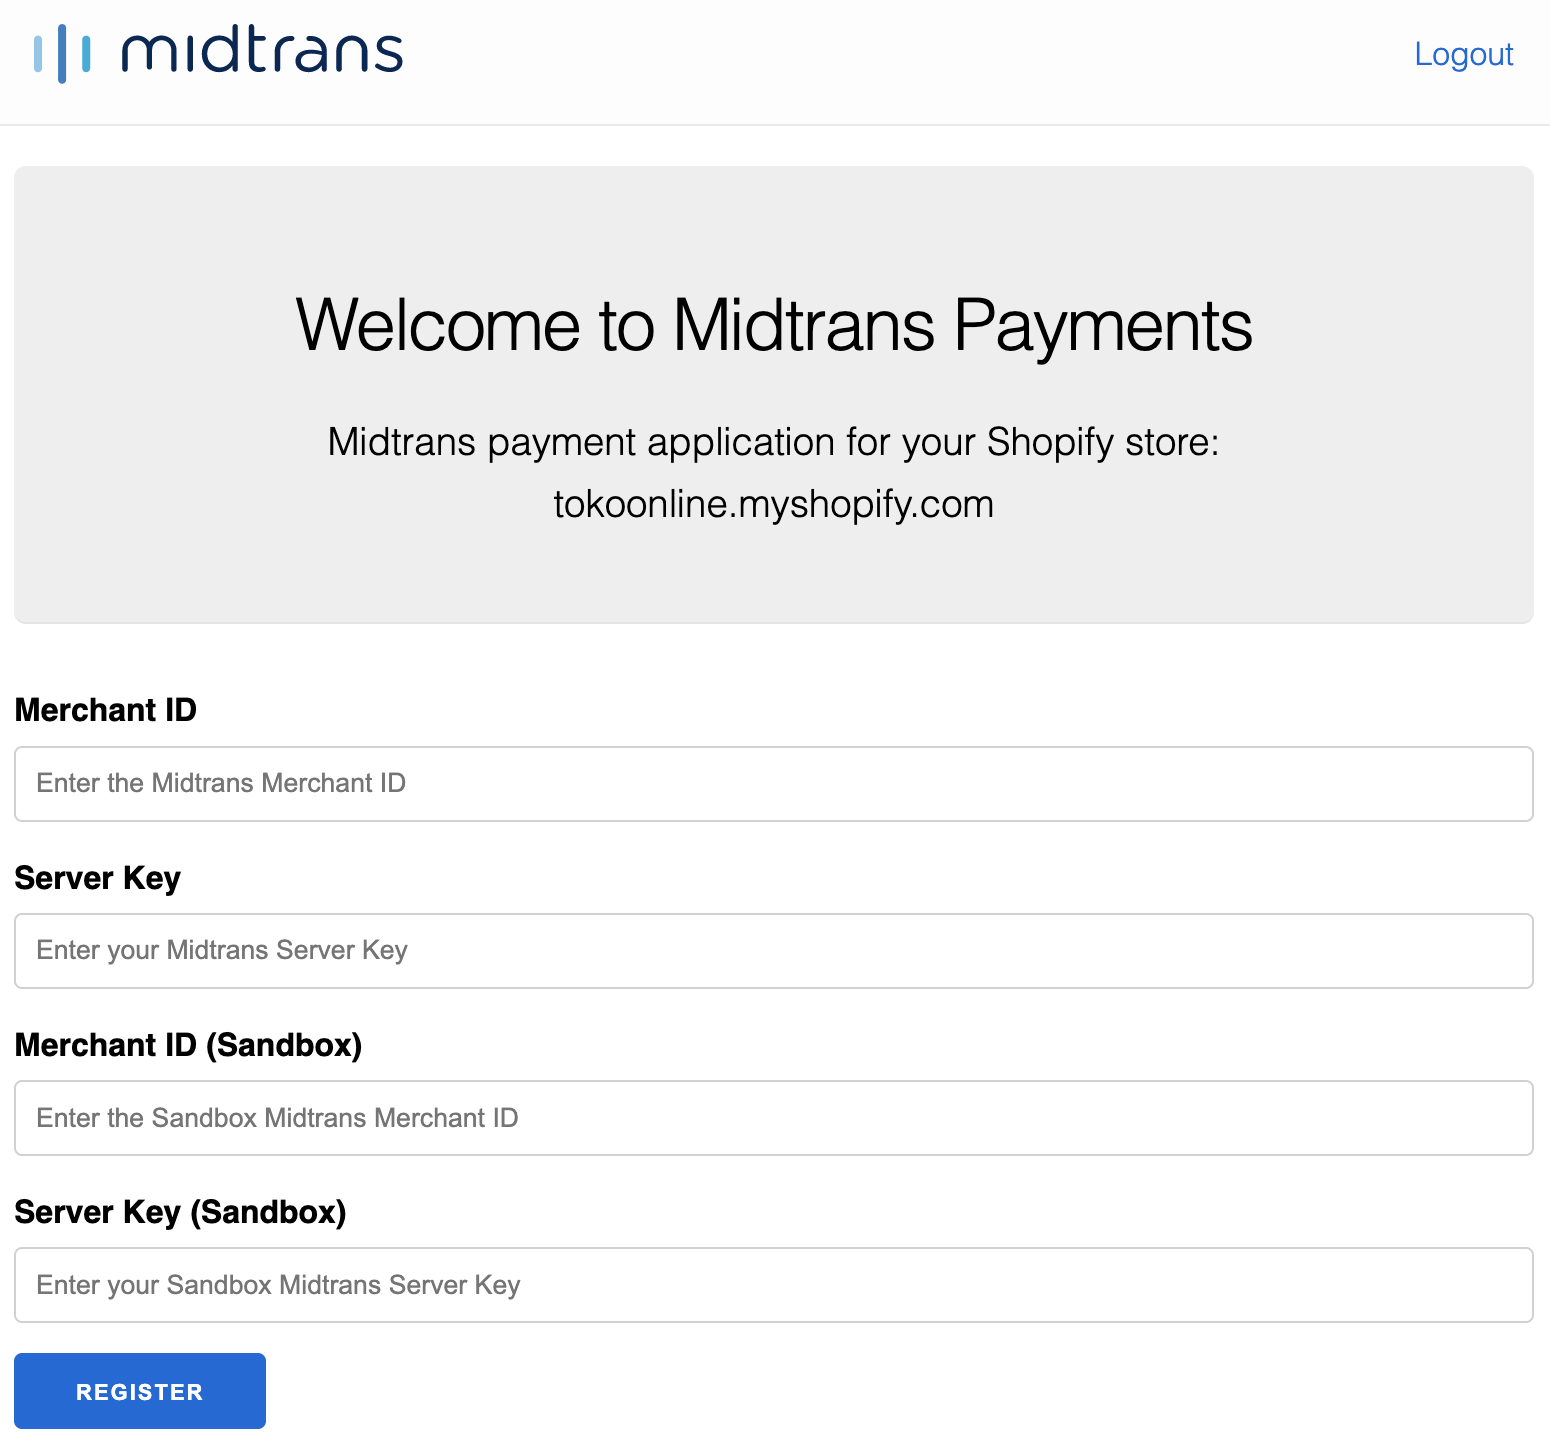 midtrans
Logout
Welcome to Midtrans Payments
Midtrans payment application for your Shopify store:
tokoonline.myshopify.com
Merchant ID
Enter the Midtrans Merchant ID
Server Key
Enter your Midtrans Server Key
Merchant ID (Sandbox)
Enter the Sandbox Midtrans Merchant ID
Server Key (Sandbox)
Enter your Sandbox Midtrans Server Key
REGISTER